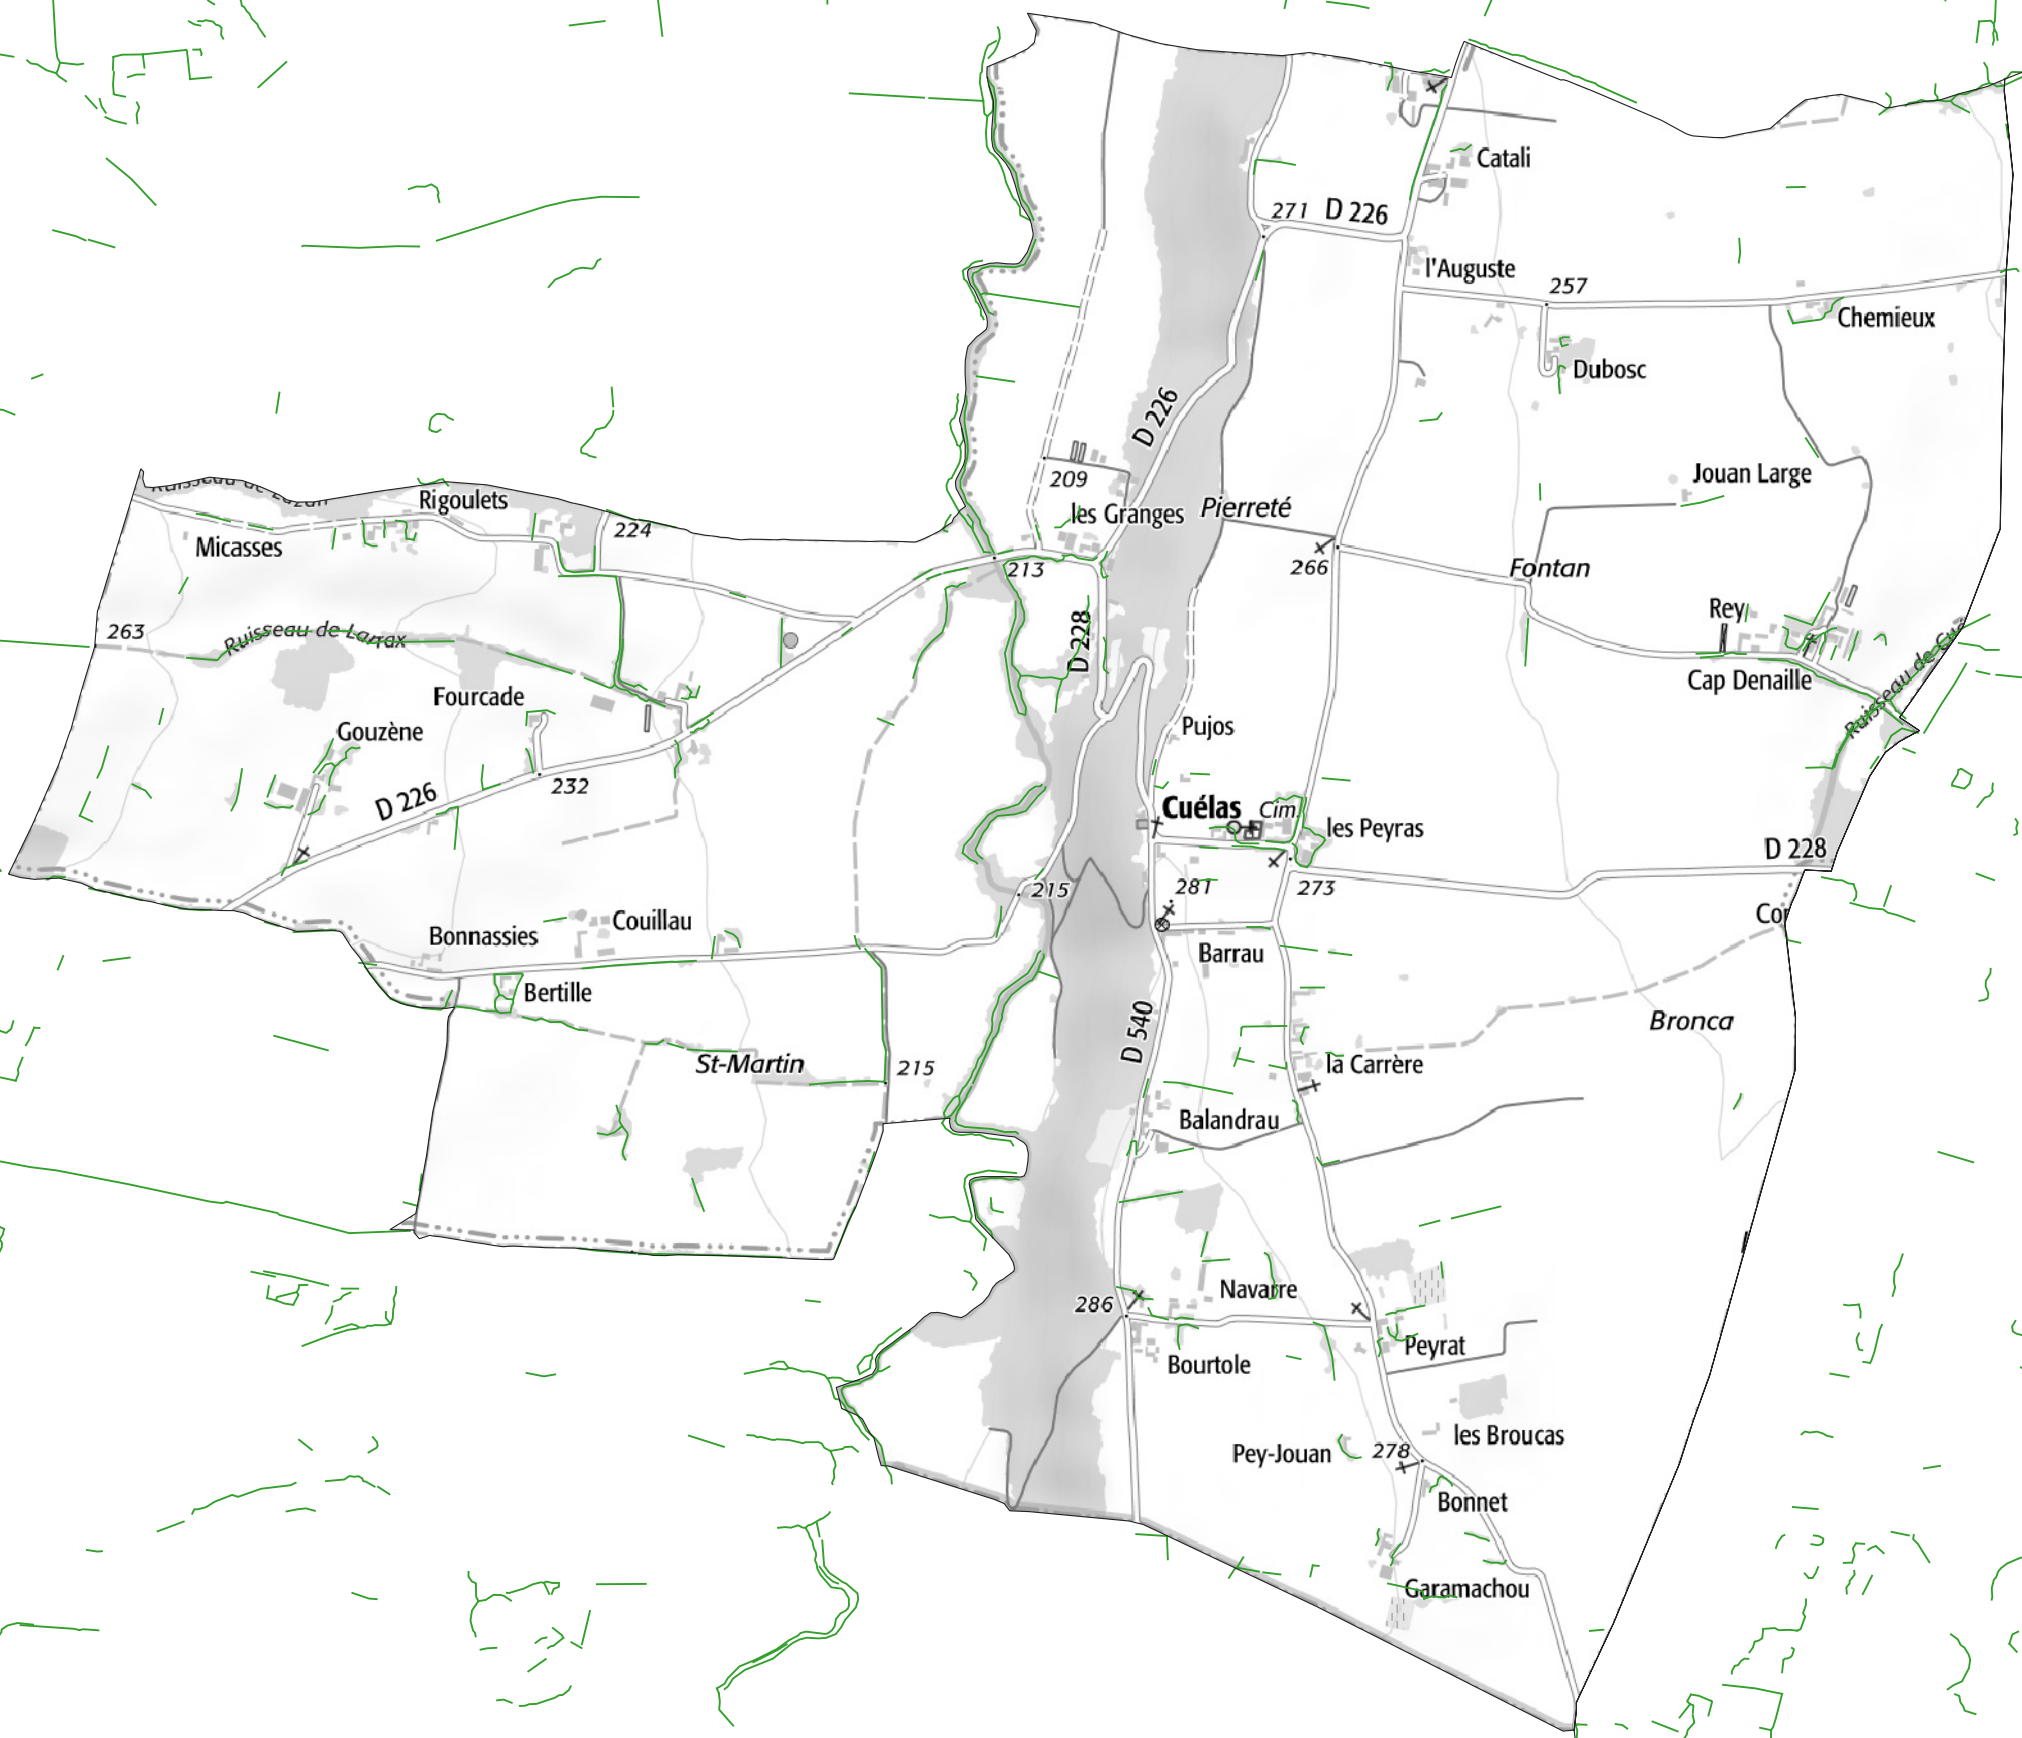 Catali
271
D 226
l'Auguste
257
Chemieux
Dubosc
D 226
Jouan Large
209
Rigoulets
les Granges
Pierreté
224
Micasses
266
213
Fontan
Rey
263
Ruisseau de Larrax
D 228
Cap Denaille
Fourcade
Gouzène
Pujos
232
D 226
Cuélas
Cim.
les Peyras
D 228
215
281
273
Couillau
Bonnassies
Barrau
Bertille
D 540
Bronca
St-Martin
215
la Carrère
Balandrau
Navarre
286
Peyrat
Bourtole
les Broucas
Pey-Jouan
278
Bonnet
Garamachou